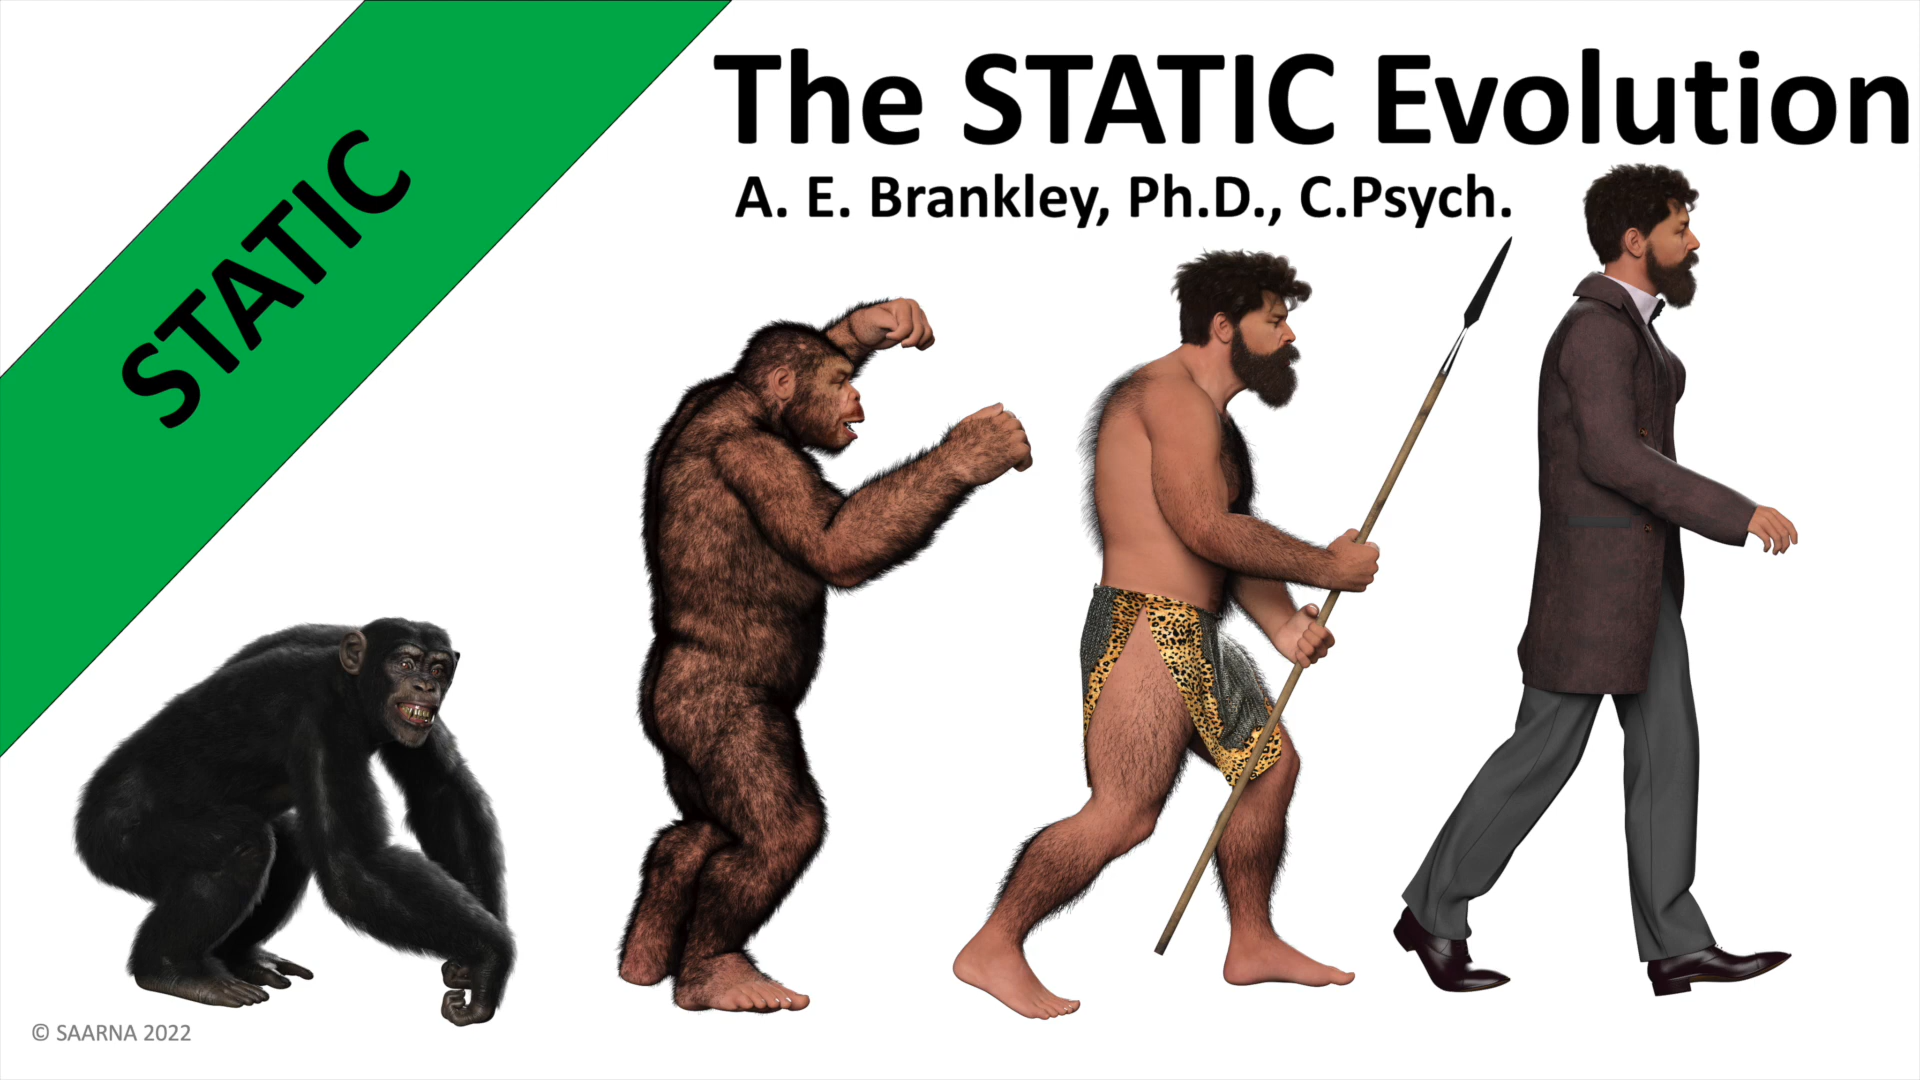 The STATIC Evolution
A. E. Brankley, Ph.D., C.Psych.
STATIC
© SAARNA 2022